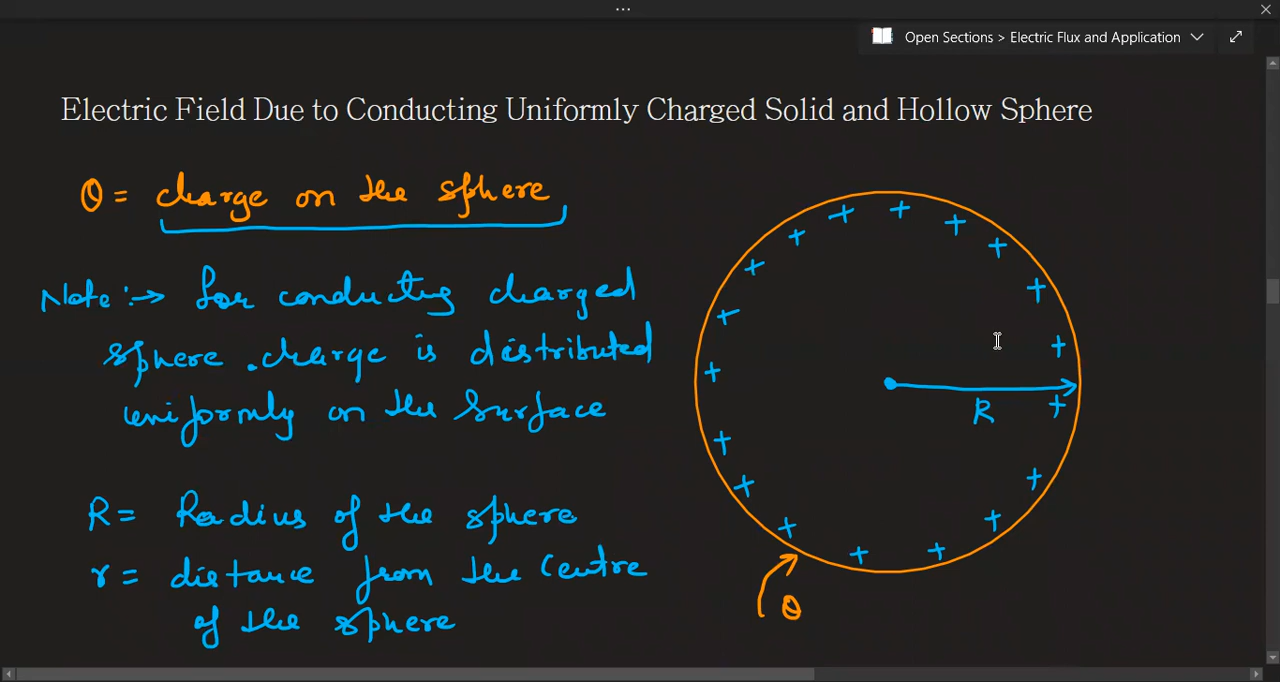 ...
Open Sections > Electric Flux and Application
Electric Field Due to Conducting Uniformly Charged Solid and Hollow Sphere
Q = charge on the sphere
Note :→ for conducting charged
sphere . charge is distributed
uniformly on the surface
R = Radius of the sphere
r = distance from the Centre
of the sphere
+ + + + + + + + + + + + + + + + + + + +
R
Q